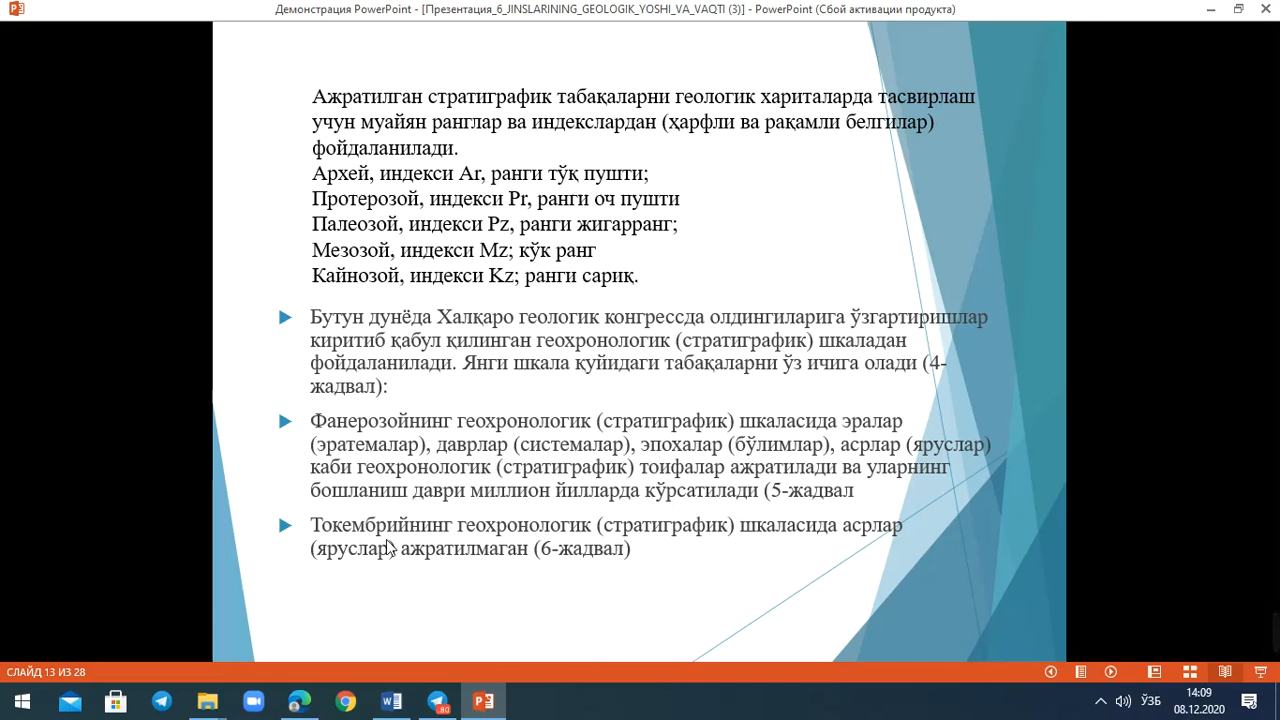 Демонстрация PowerPoint - [Презентация_6_JINSLARINING_GEOLOGIK_YOSHI_VA_VAQTI (3)] - PowerPoint (Сбой активации продукта)
Ажратилган стратиграфик табақаларни геологик хариталарда тасвирлаш
учун муайян ранглар ва индекслардан (ҳарфли ва рақамли белгилар)
фойдаланилади.
Архей, индекси Ar, ранги тўқ пушти;
Протерозой, индекси Pr, ранги оч пушти
Палеозой, индекси Pz, ранги жигарранг;
Мезозой, индекси Mz; кўк ранг
Кайнозой, индекси Kz; ранги сариқ.
Бутун дунёда Халқаро геологик конгрессда олдингиларига ўзгартиришлар
киритиб қабул қилинган геохронологик (стратиграфик) шкаладан
фойдаланилади. Янги шкала қуйидаги табақаларни ўз ичига олади (4-
жадвал):
Фанерозойнинг геохронологик (стратиграфик) шкаласида эралар
(эратемалар), даврлар (системалар), эпохалар (бўлимлар), асрлар (яруслар)
каби геохронологик (стратиграфик) тоифалар ажратилади ва уларнинг
бошланиш даври миллион йилларда кўрсатилади (5-жадвал
Токембрийнинг геохронологик (стратиграфик) шкаласида асрлар
(яруслар) ажратилмаган (6-жадвал)
СЛАЙД 13 ИЗ 28
80
ЎЗБ
14:09
08.12.2020